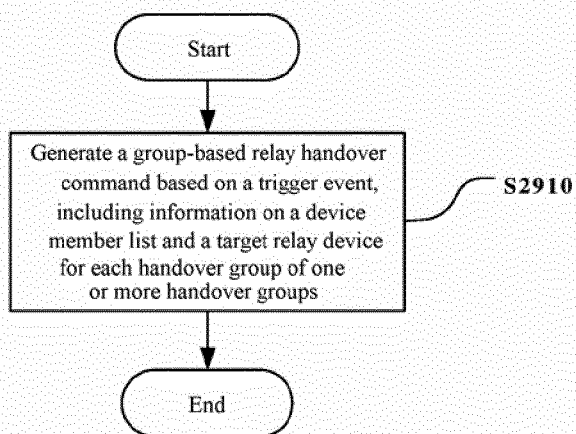 Start
Generate a group-based relay handover
command based on a trigger event,
including information on a device
member list and a target relay device
for each handover group of one
or more handover groups
S2910
End